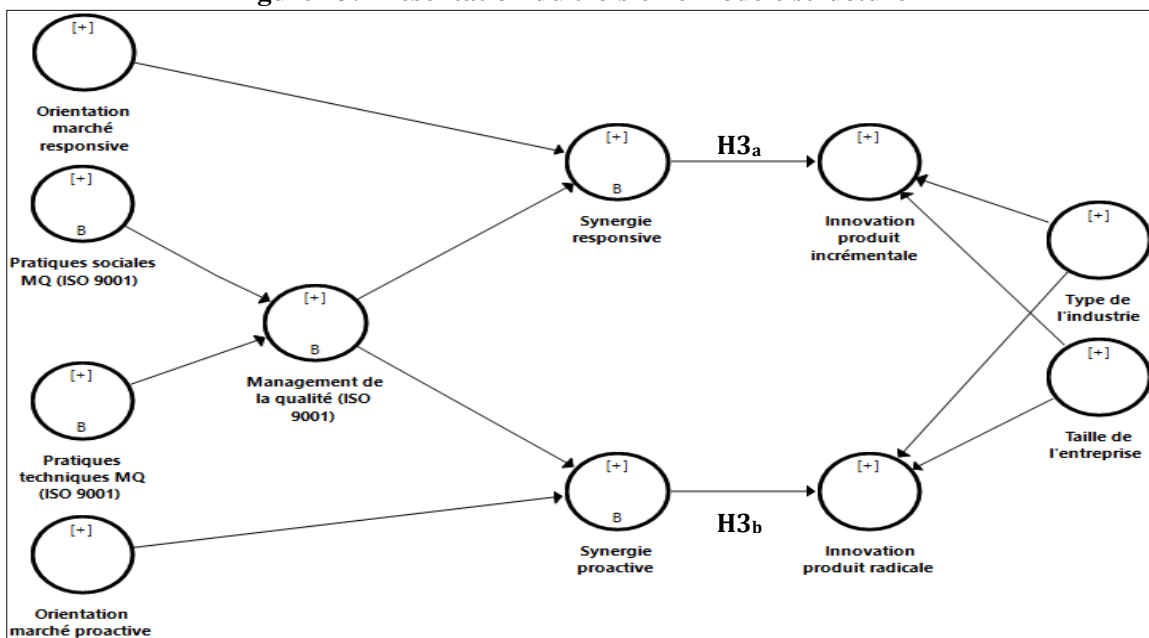 [+]
Orientation
marché
responsive
[+]
B
Pratiques sociales
MQ (ISO 9001)
[+]
B
Pratiques
techniques MQ
(ISO 9001)
[+]
Orientation
marché proactive
[+]
B
Management de
la qualité (ISO
9001)
[+]
B
Synergie
responsive
[+]
B
Synergie
proactive
H3a
H3b
[+]
Innovation
produit
incrémentale
[+]
Innovation
produit radicale
[+]
Type de
l'industrie
[+]
Taille de
l'entreprise